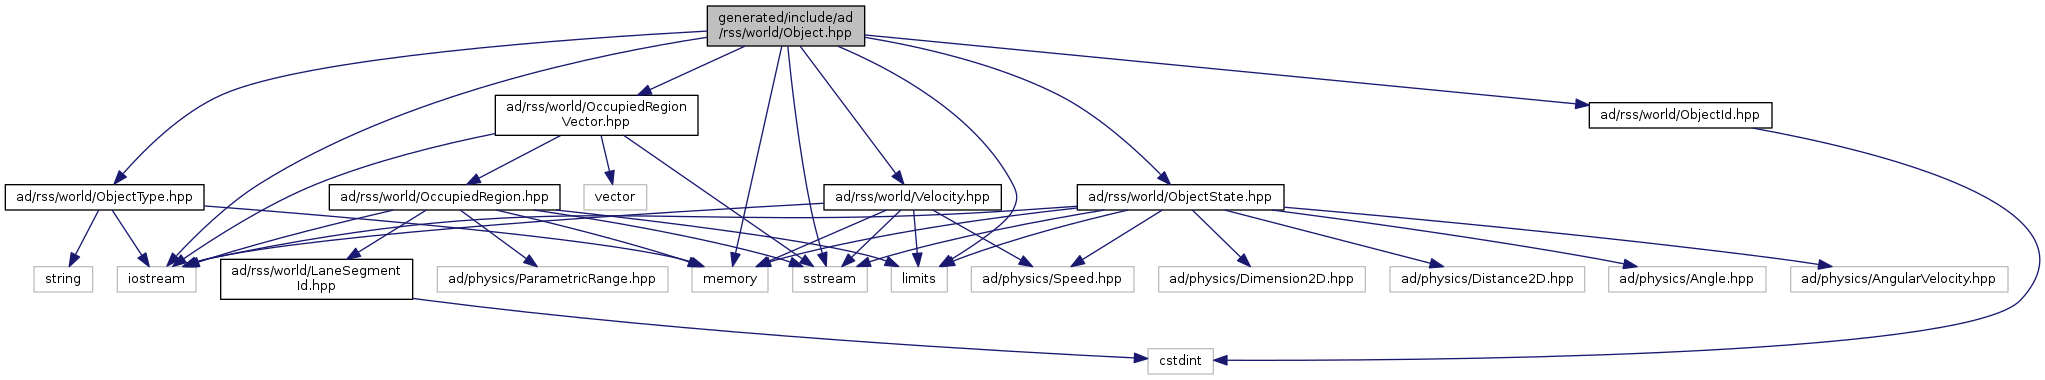 generated/include/ad
/rss/world/Object.hpp
ad/rss/world/OccupiedRegion
Vector.hpp
ad/rss/world/ObjectId.hpp
ad/rss/world/ObjectType.hpp
ad/rss/world/OccupiedRegion.hpp
vector
ad/rss/world/Velocity.hpp
ad/rss/world/ObjectState.hpp
string
iostream
ad/rss/world/LaneSegment
Id.hpp
ad/physics/ParametricRange.hpp
memory
sstream
limits
ad/physics/Speed.hpp
ad/physics/Dimension2D.hpp
ad/physics/Distance2D.hpp
ad/physics/Angle.hpp
ad/physics/AngularVelocity.hpp
cstdint